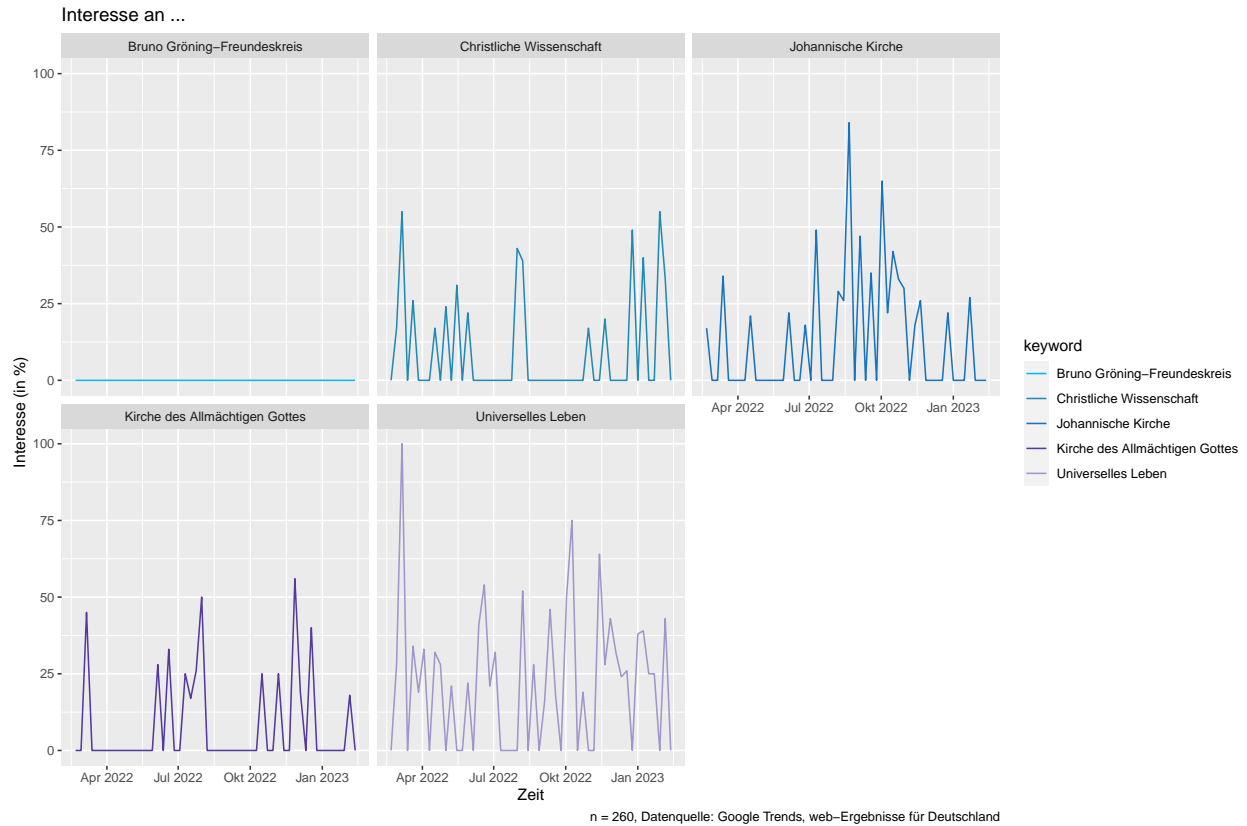 Interesse an ...
Bruno Gröning−Freundeskreis
Christliche Wissenschaft
Johannische Kirche
100
75
50
25
0
Apr 2022
Jul 2022
Okt 2022
Jan 2023
Kirche des Allmächtigen Gottes
Universelles Leben
100
75
50
25
0
Apr 2022
Jul 2022
Okt 2022
Jan 2023
Apr 2022
Jul 2022
Okt 2022
Jan 2023
Interesse (in %)
Zeit
keyword
Bruno Gröning−Freundeskreis
Christliche Wissenschaft
Johannische Kirche
Kirche des Allmächtigen Gottes
Universelles Leben
n = 260, Datenquelle: Google Trends, web−Ergebnisse für Deutschland